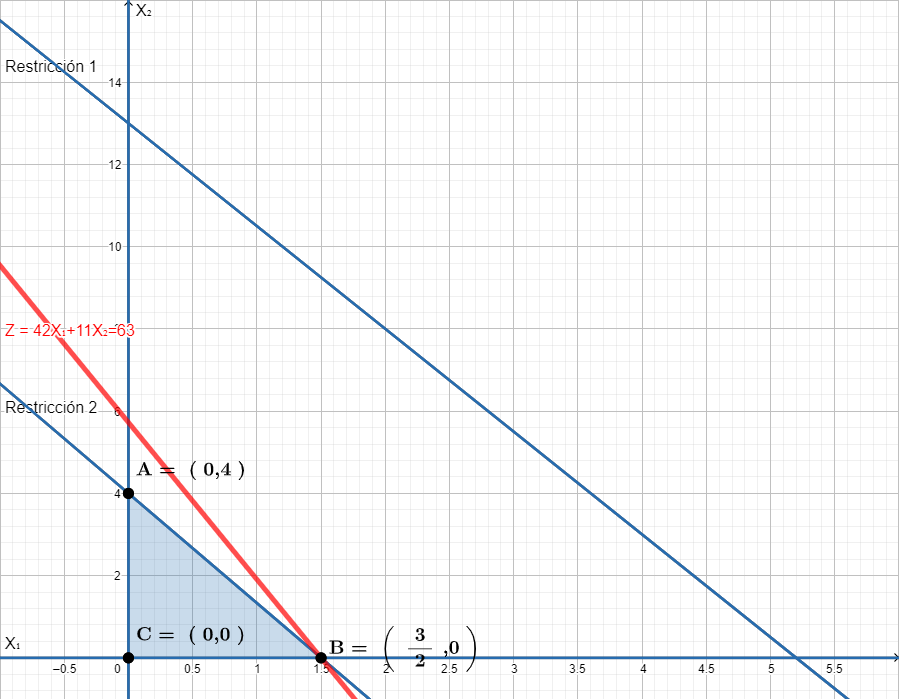 X₂
Restricción 1
14
12
10
Z = 42X₁+11X₂=63
6
Restricción 2
A = ( 0,4 )
4
2
C = ( 0,0 )
B = ( 3/2 ,0 )
X₁
−0.5 0 0.5 1 1.5 2 2.5 3 3.5 4 4.5 5 5.5